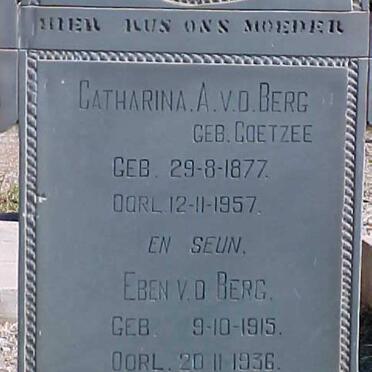 HIER RUS ONS MOEDER
CATHARINA. A. V.D. BERG
GEB. COETZEE
GEB. 29-8-1877.
OORL. 12-11-1957.
EN SEUN,
EBEN V.D BERG.
GEB. 9-10-1915.
OORL. 20 11-1936.